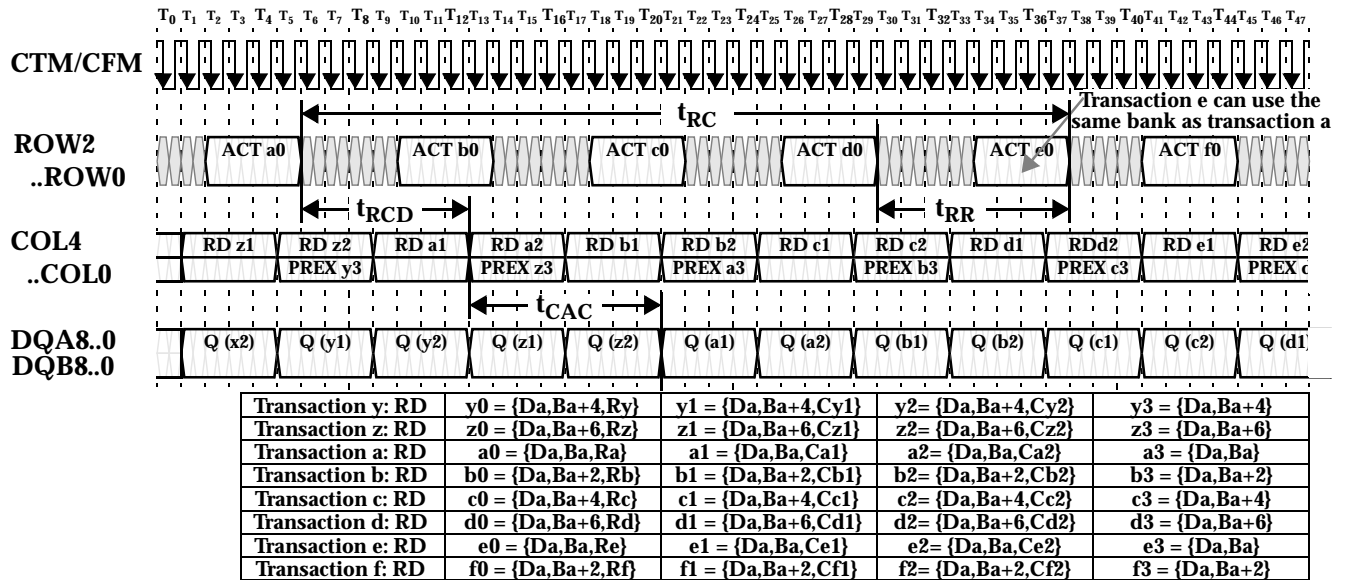 T0 T1 T2 T3 T4 T5 T6 T7 T8 T9 T10 T11 T12 T13 T14 T15 T16 T17 T18 T19 T20 T21 T22 T23 T24 T25 T26 T27 T28 T29 T30 T31 T32 T33 T34 T35 T36 T37 T38 T39 T40 T41 T42 T43 T44 T45 T46 T47
CTM/CFM
Transaction e can use the
same bank as transaction a
tRC
ROW2
..ROW0
ACT a0 ACT b0 ACT c0 ACT d0 ACT e0 ACT f0
tRCD tRR
COL4
..COL0
RD z1 RD z2 RD a1 RD a2 RD b1 RD b2 RD c1 RD c2 RD d1 RDd2 RD e1 RD e2
PREX y3 PREX z3 PREX a3 PREX b3 PREX c3 PREX
tCAC
DQA8..0
DQB8..0
Q (x2) Q (y1) Q (y2) Q (z1) Q (z2) Q (a1) Q (a2) Q (b1) Q (b2) Q (c1) Q (c2) Q (d1)
Transaction y: RD y0 = {Da,Ba+4,Ry} y1 = {Da,Ba+4,Cy1} y2= {Da,Ba+4,Cy2} y3 = {Da,Ba+4}
Transaction z: RD z0 = {Da,Ba+6,Rz} z1 = {Da,Ba+6,Cz1} z2= {Da,Ba+6,Cz2} z3 = {Da,Ba+6}
Transaction a: RD a0 = {Da,Ba,Ra} a1 = {Da,Ba,Ca1} a2= {Da,Ba,Ca2} a3 = {Da,Ba}
Transaction b: RD b0 = {Da,Ba+2,Rb} b1 = {Da,Ba+2,Cb1} b2= {Da,Ba+2,Cb2} b3 = {Da,Ba+2}
Transaction c: RD c0 = {Da,Ba+4,Rc} c1 = {Da,Ba+4,Cc1} c2= {Da,Ba+4,Cc2} c3 = {Da,Ba+4}
Transaction d: RD d0 = {Da,Ba+6,Rd} d1 = {Da,Ba+6,Cd1} d2= {Da,Ba+6,Cd2} d3 = {Da,Ba+6}
Transaction e: RD e0 = {Da,Ba,Re} e1 = {Da,Ba,Ce1} e2= {Da,Ba,Ce2} e3 = {Da,Ba}
Transaction f: RD f0 = {Da,Ba+2,Rf} f1 = {Da,Ba+2,Cf1} f2= {Da,Ba+2,Cf2} f3 = {Da,Ba+2}